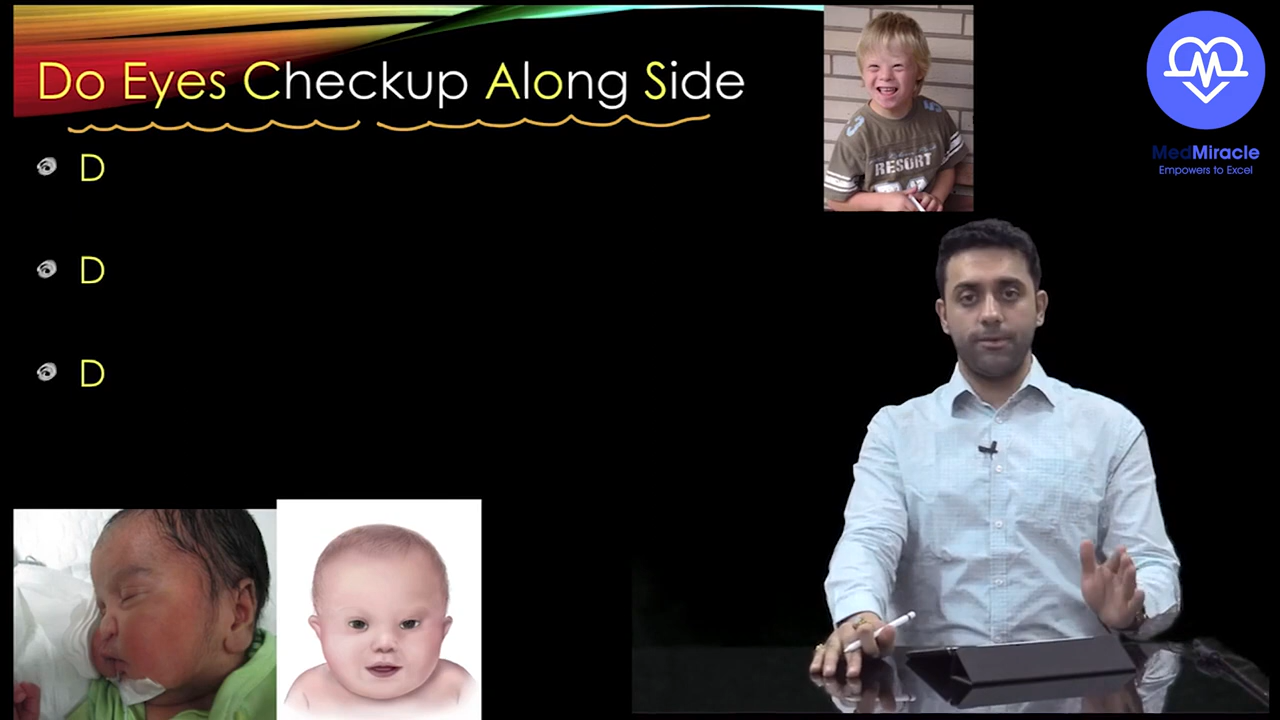 Do Eyes Checkup Along Side
D
D
D
RESORT
MedMiracle
Empowers to Excel